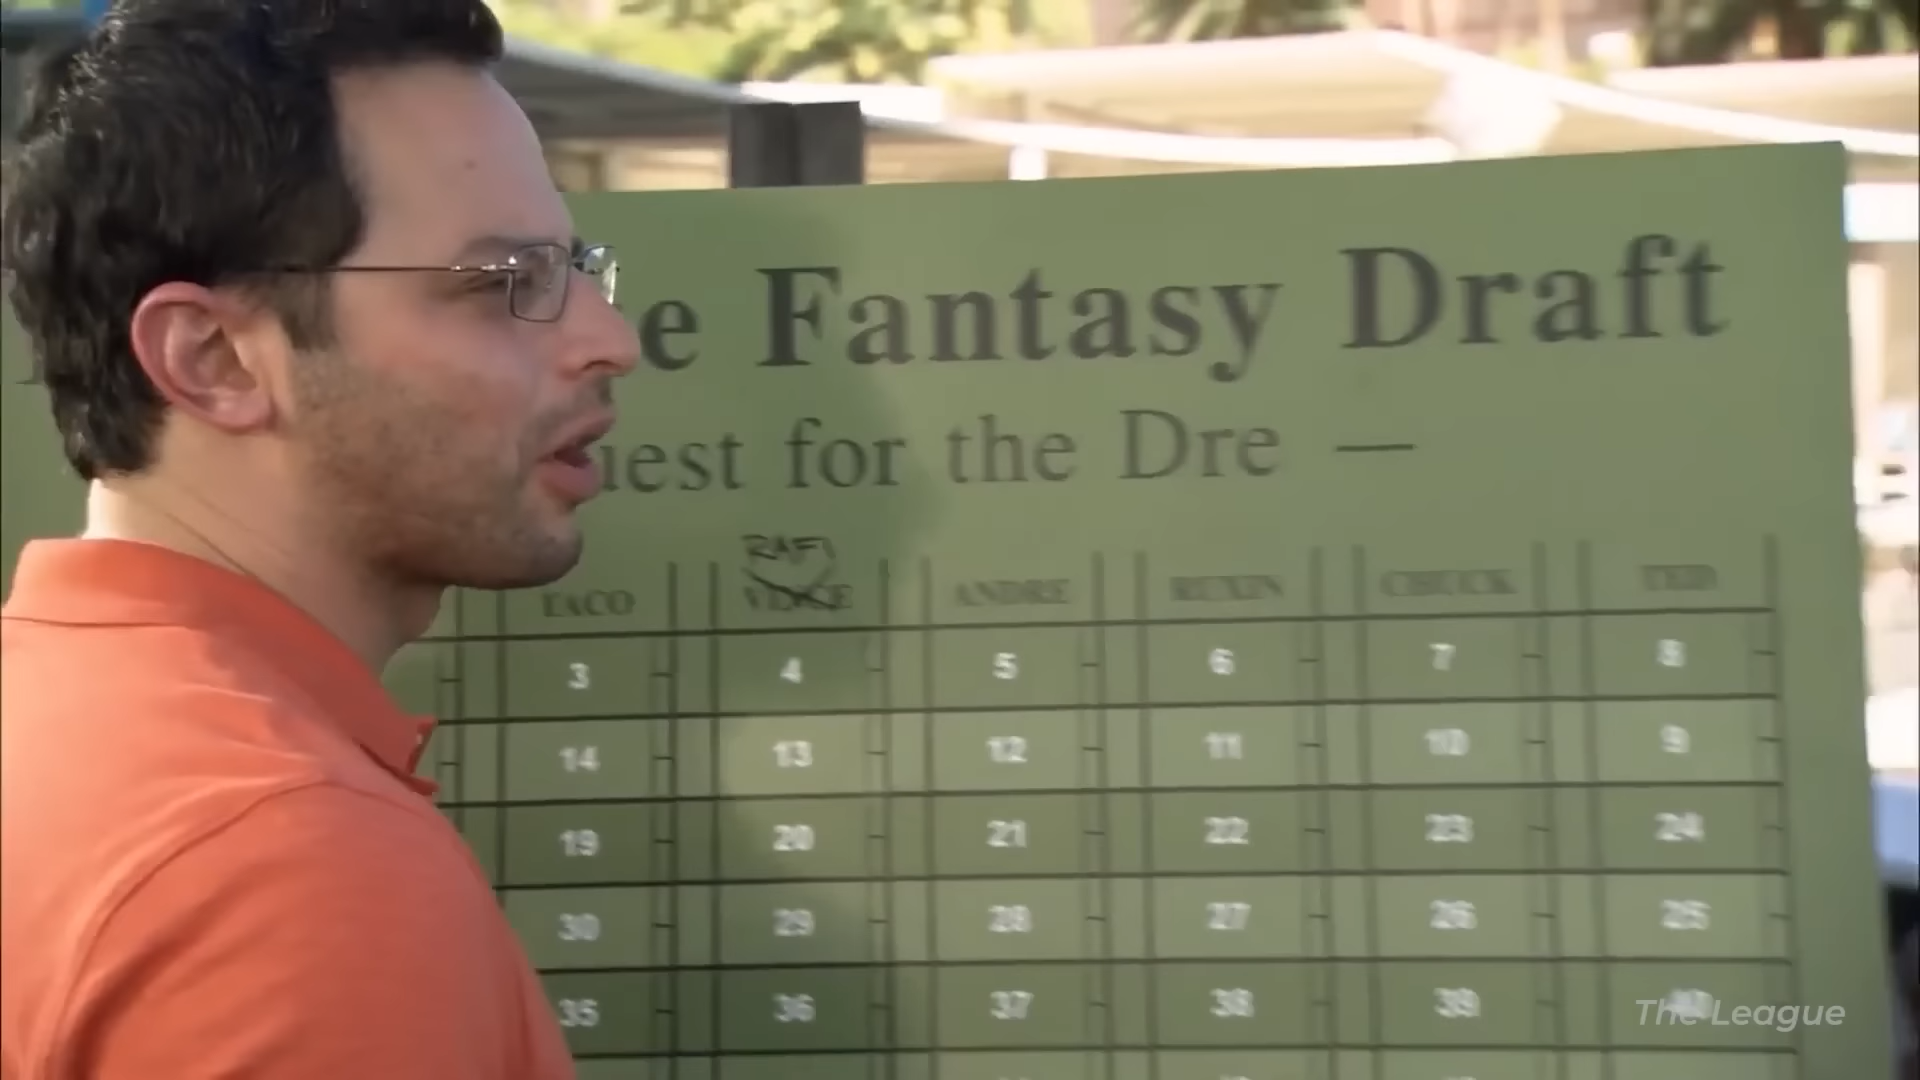 e Fantasy Draft
uest for the Dre —
RAFI
TACO VINCE ANDRE RUXIN CHUCK TED
3 4 5 6 7 8
14 13 12 11 10 9
19 20 21 22 23 24
30 29 28 27 26 25
35 36 37 38 39 40
The League